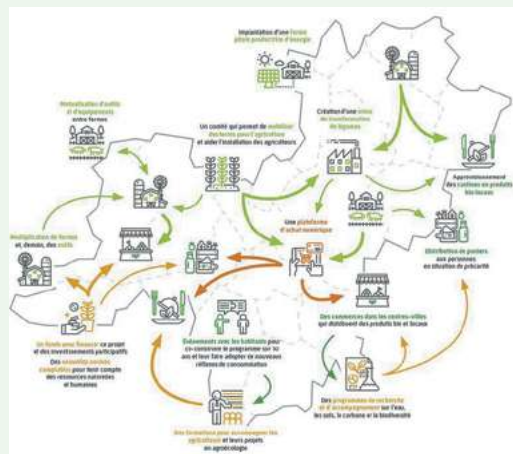 Implantation d'une ferme
pilote productrice d'énergie
Mutualisation d'outils
et d'équipements
entre fermes
Un comité qui permet de mobiliser
des terres pour l'agriculture
et aider l'installation des agriculteurs
Création d'une usine
de transformation
de légumes
Approvisionnement
des cantines en produits
bio locaux
Multiplication de fermes
et, demain, des outils
Une plateforme
d'achat numérique
Distribution de paniers
aux personnes
en situation de précarité
Un fonds pour financer ce projet
et des investissements participatifs
Des nouvelles normes
comptables pour tenir compte
des ressources naturelles
et humaines
Événements avec les habitants pour
co-construire le programme sur 10
ans et leur faire adopter de nouveaux
réflexes de consommation
Des commerces dans les centres-villes
qui distribuent des produits bio et locaux
Des programmes de recherche
et d'accompagnement sur l'eau,
les sols, le carbone et la biodiversité
Des formations pour accompagner les
agriculteurs et leurs projets
en agroécologie